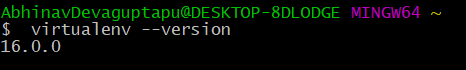 AbhinavDevaguptapu@DESKTOP-8DLODGE MINGW64 ~
$  virtualenv --version
16.0.0